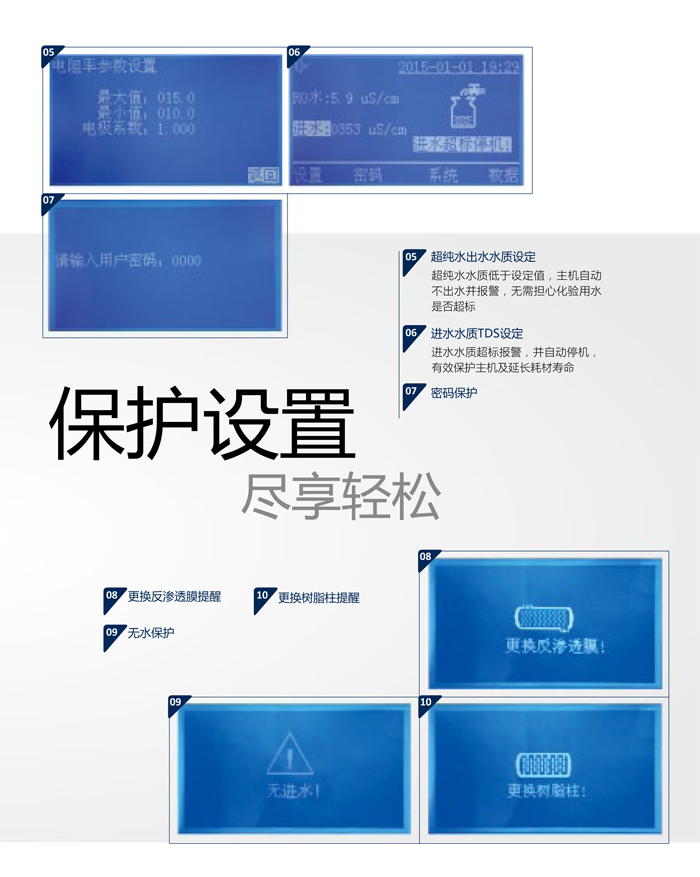 05
电阻率参数设置
最大值：015.0
最小值：010.0
电极系数：1.000
返回
06
2015-01-01 19:29
RO水:5.9 uS/cm
进水:0353 uS/cm
进水超标停机!
设置 密码 系统 数据
07
请输入用户密码：0000
05 超纯水出水水质设定
超纯水水质低于设定值，主机自动
不出水并报警，无需担心化验用水
是否超标
06 进水水质TDS设定
进水水质超标报警，并自动停机，
有效保护主机及延长耗材寿命
07 密码保护
保护设置
尽享轻松
08 更换反渗透膜提醒
10 更换树脂柱提醒
09 无水保护
08
更换反渗透膜!
09
无进水!
10
更换树脂柱!